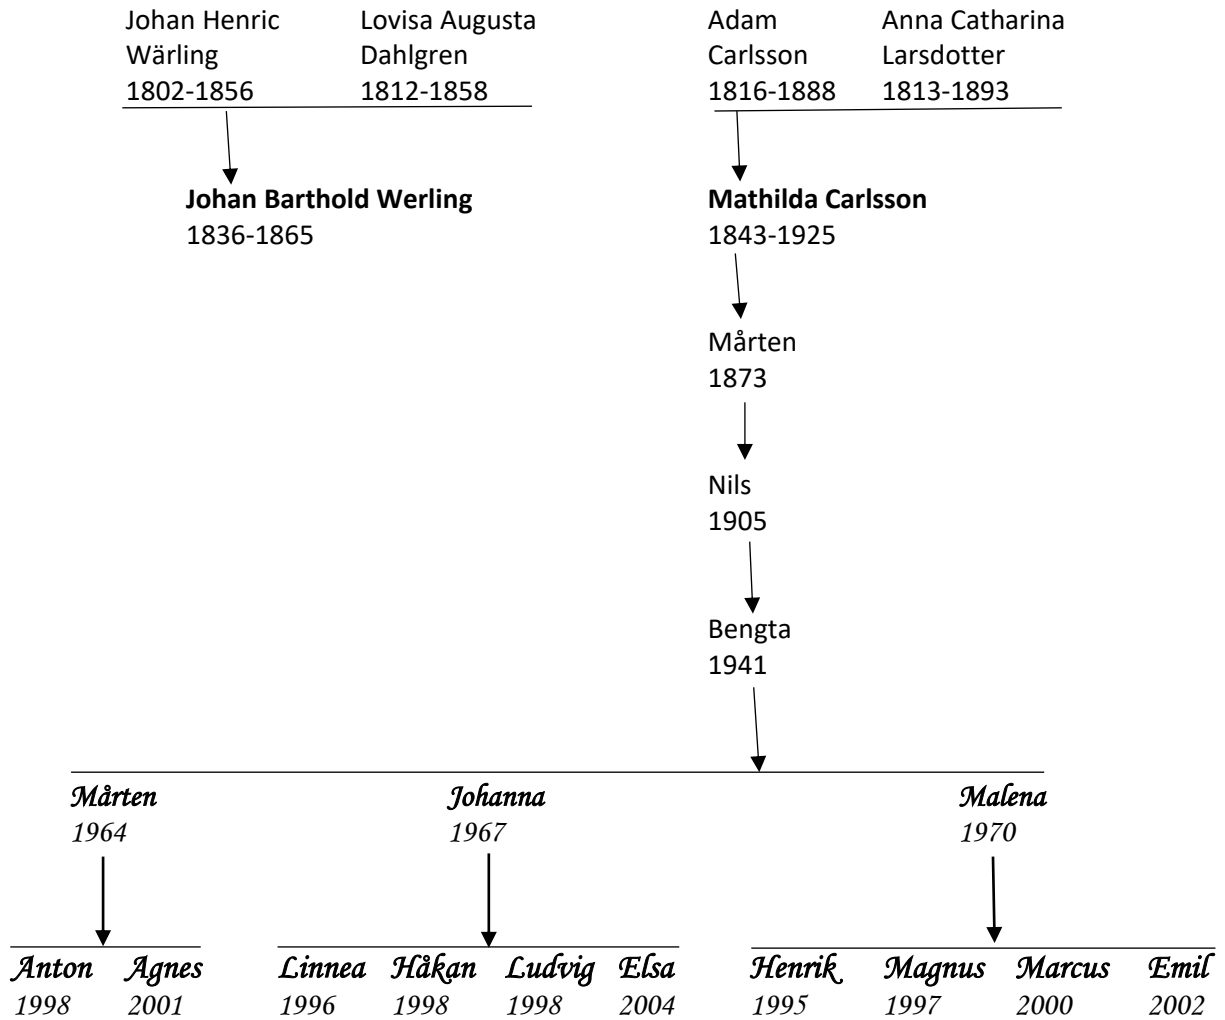 Johan Henric Wärling 1802-1856
Lovisa Augusta Dahlgren 1812-1858
Adam Carlsson 1816-1888
Anna Catharina Larsdotter 1813-1893
Johan Barthold Werling
1836-1865
Mathilda Carlsson
1843-1925
Mårten
1873
Nils
1905
Bengta
1941
Mårten
1964
Johanna
1967
Malena
1970
Anton
1998
Agnes
2001
Linnea
1996
Håkan
1998
Ludvig
1998
Elsa
2004
Henrik
1995
Magnus
1997
Marcus
2000
Emil
2002